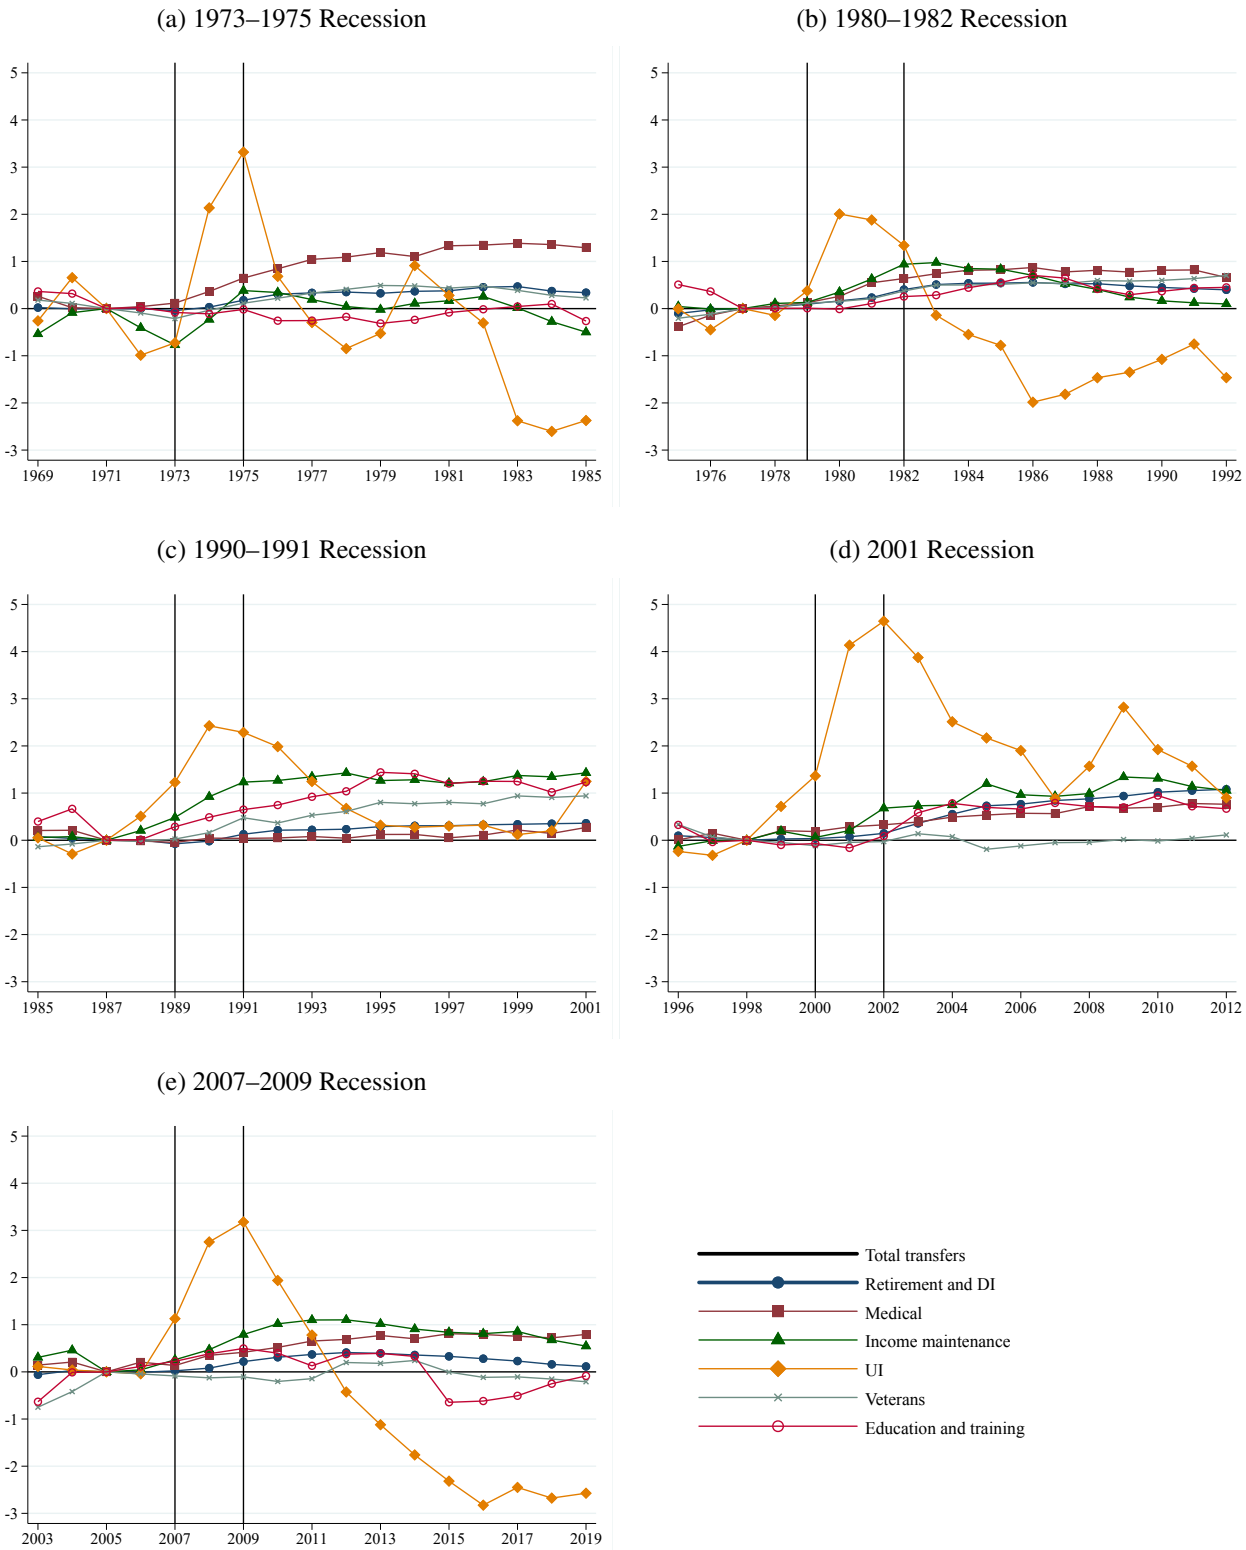 (a) 1973–1975 Recession
5
4
3
2
1
0
-1
-2
-3
1969 1971 1973 1975 1977 1979 1981 1983 1985
(b) 1980–1982 Recession
5
4
3
2
1
0
-1
-2
-3
1976 1978 1980 1982 1984 1986 1988 1990 1992
(c) 1990–1991 Recession
5
4
3
2
1
0
-1
-2
-3
1985 1987 1989 1991 1993 1995 1997 1999 2001
(d) 2001 Recession
5
4
3
2
1
0
-1
-2
-3
1996 1998 2000 2002 2004 2006 2008 2010 2012
(e) 2007–2009 Recession
5
4
3
2
1
0
-1
-2
-3
2003 2005 2007 2009 2011 2013 2015 2017 2019
Total transfers
Retirement and DI
Medical
Income maintenance
UI
Veterans
Education and training